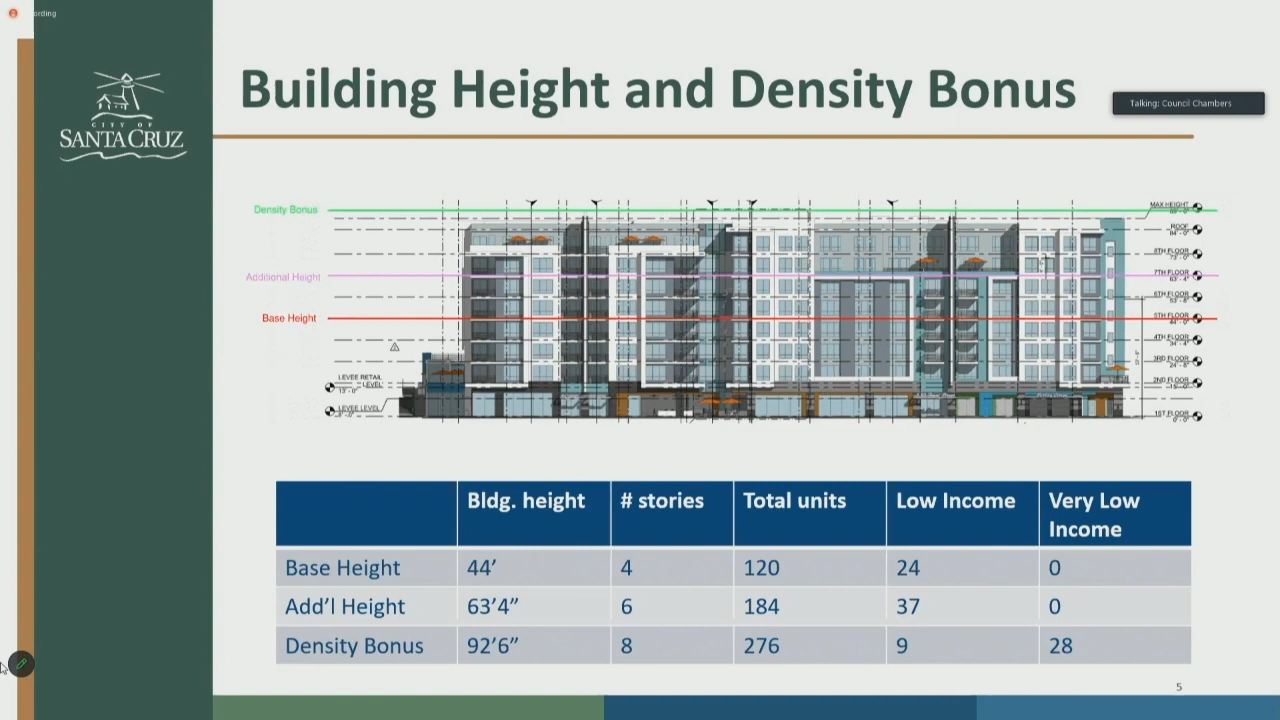 Building Height and Density Bonus
Talking: Council Chambers
CITY OF
SANTA CRUZ
Density Bonus
Additional Height
Base Height
LEVEE RETAIL
LEVEL
13' - 0"
LEVEE LEVEL
MAX HEIGHT
ROOF
8TH FLOOR
7TH FLOOR
6TH FLOOR
5TH FLOOR
4TH FLOOR
3RD FLOOR
2ND FLOOR
1ST FLOOR
Bldg. height # stories Total units Low Income Very Low
Income
Base Height 44’ 4 120 24 0
Add’l Height 63’4” 6 184 37 0
Density Bonus 92’6” 8 276 9 28
5